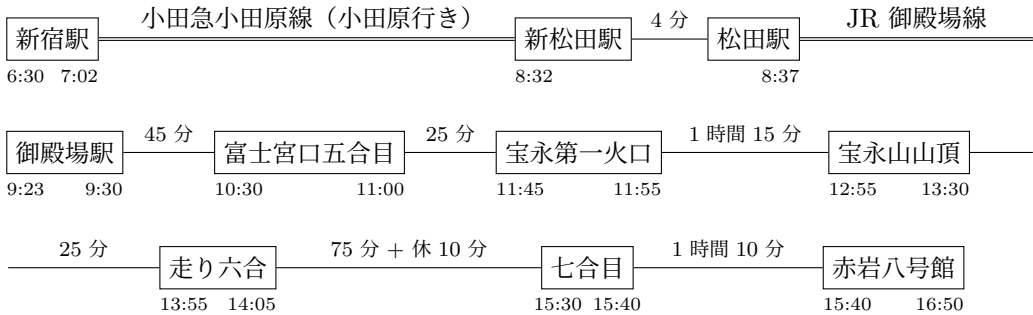 小田急小田原線（小田原行き） 4 分 JR 御殿場線
新宿駅 新松田駅 松田駅
6:30 7:02 8:32 8:37
45 分 25 分 1 時間 15 分
御殿場駅 富士宮口五合目 宝永第一火口 宝永山山頂
9:23 9:30 10:30 11:00 11:45 11:55 12:55 13:30
25 分 75 分 + 休 10 分 1 時間 10 分
走り六合 七合目 赤岩八号館
13:55 14:05 15:30 15:40 15:40 16:50